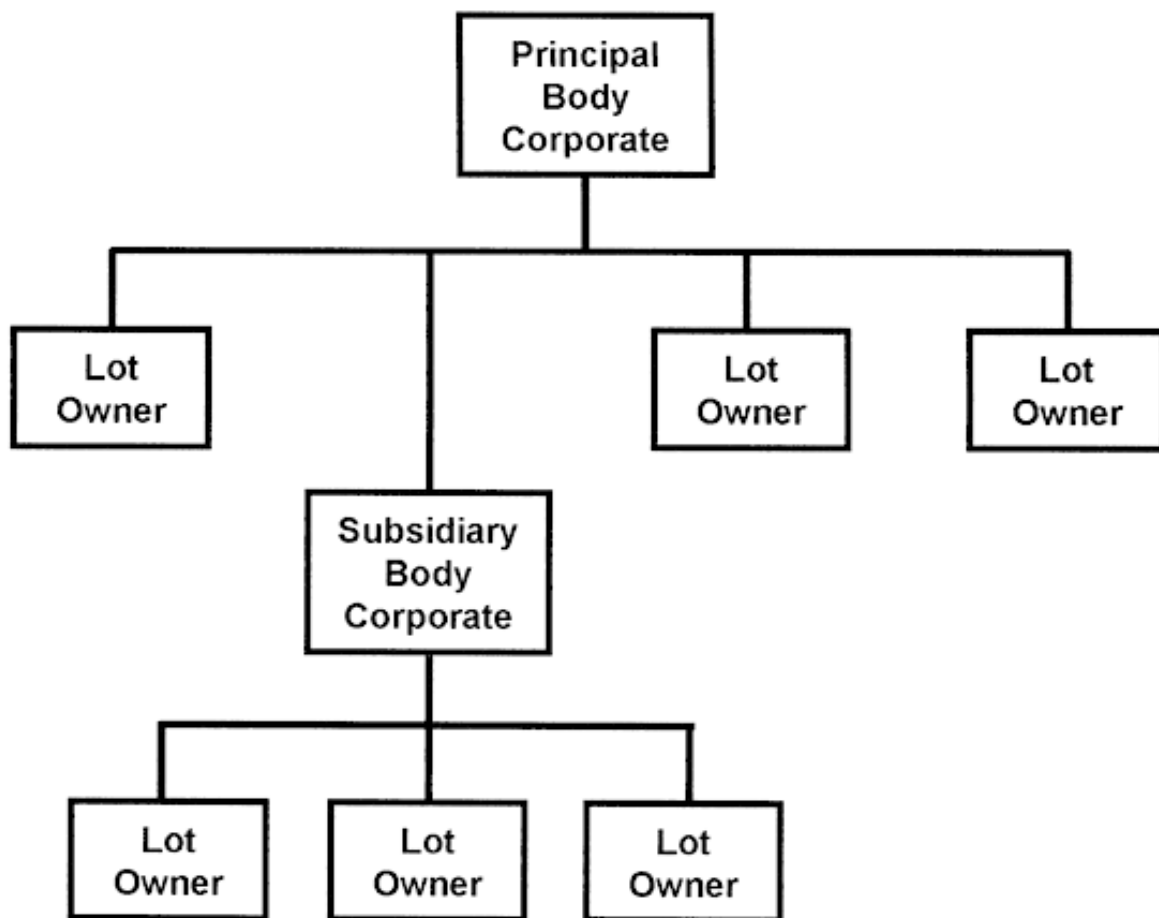 Principal
Body
Corporate
Lot
Owner
Lot
Owner
Lot
Owner
Subsidiary
Body
Corporate
Lot
Owner
Lot
Owner
Lot
Owner